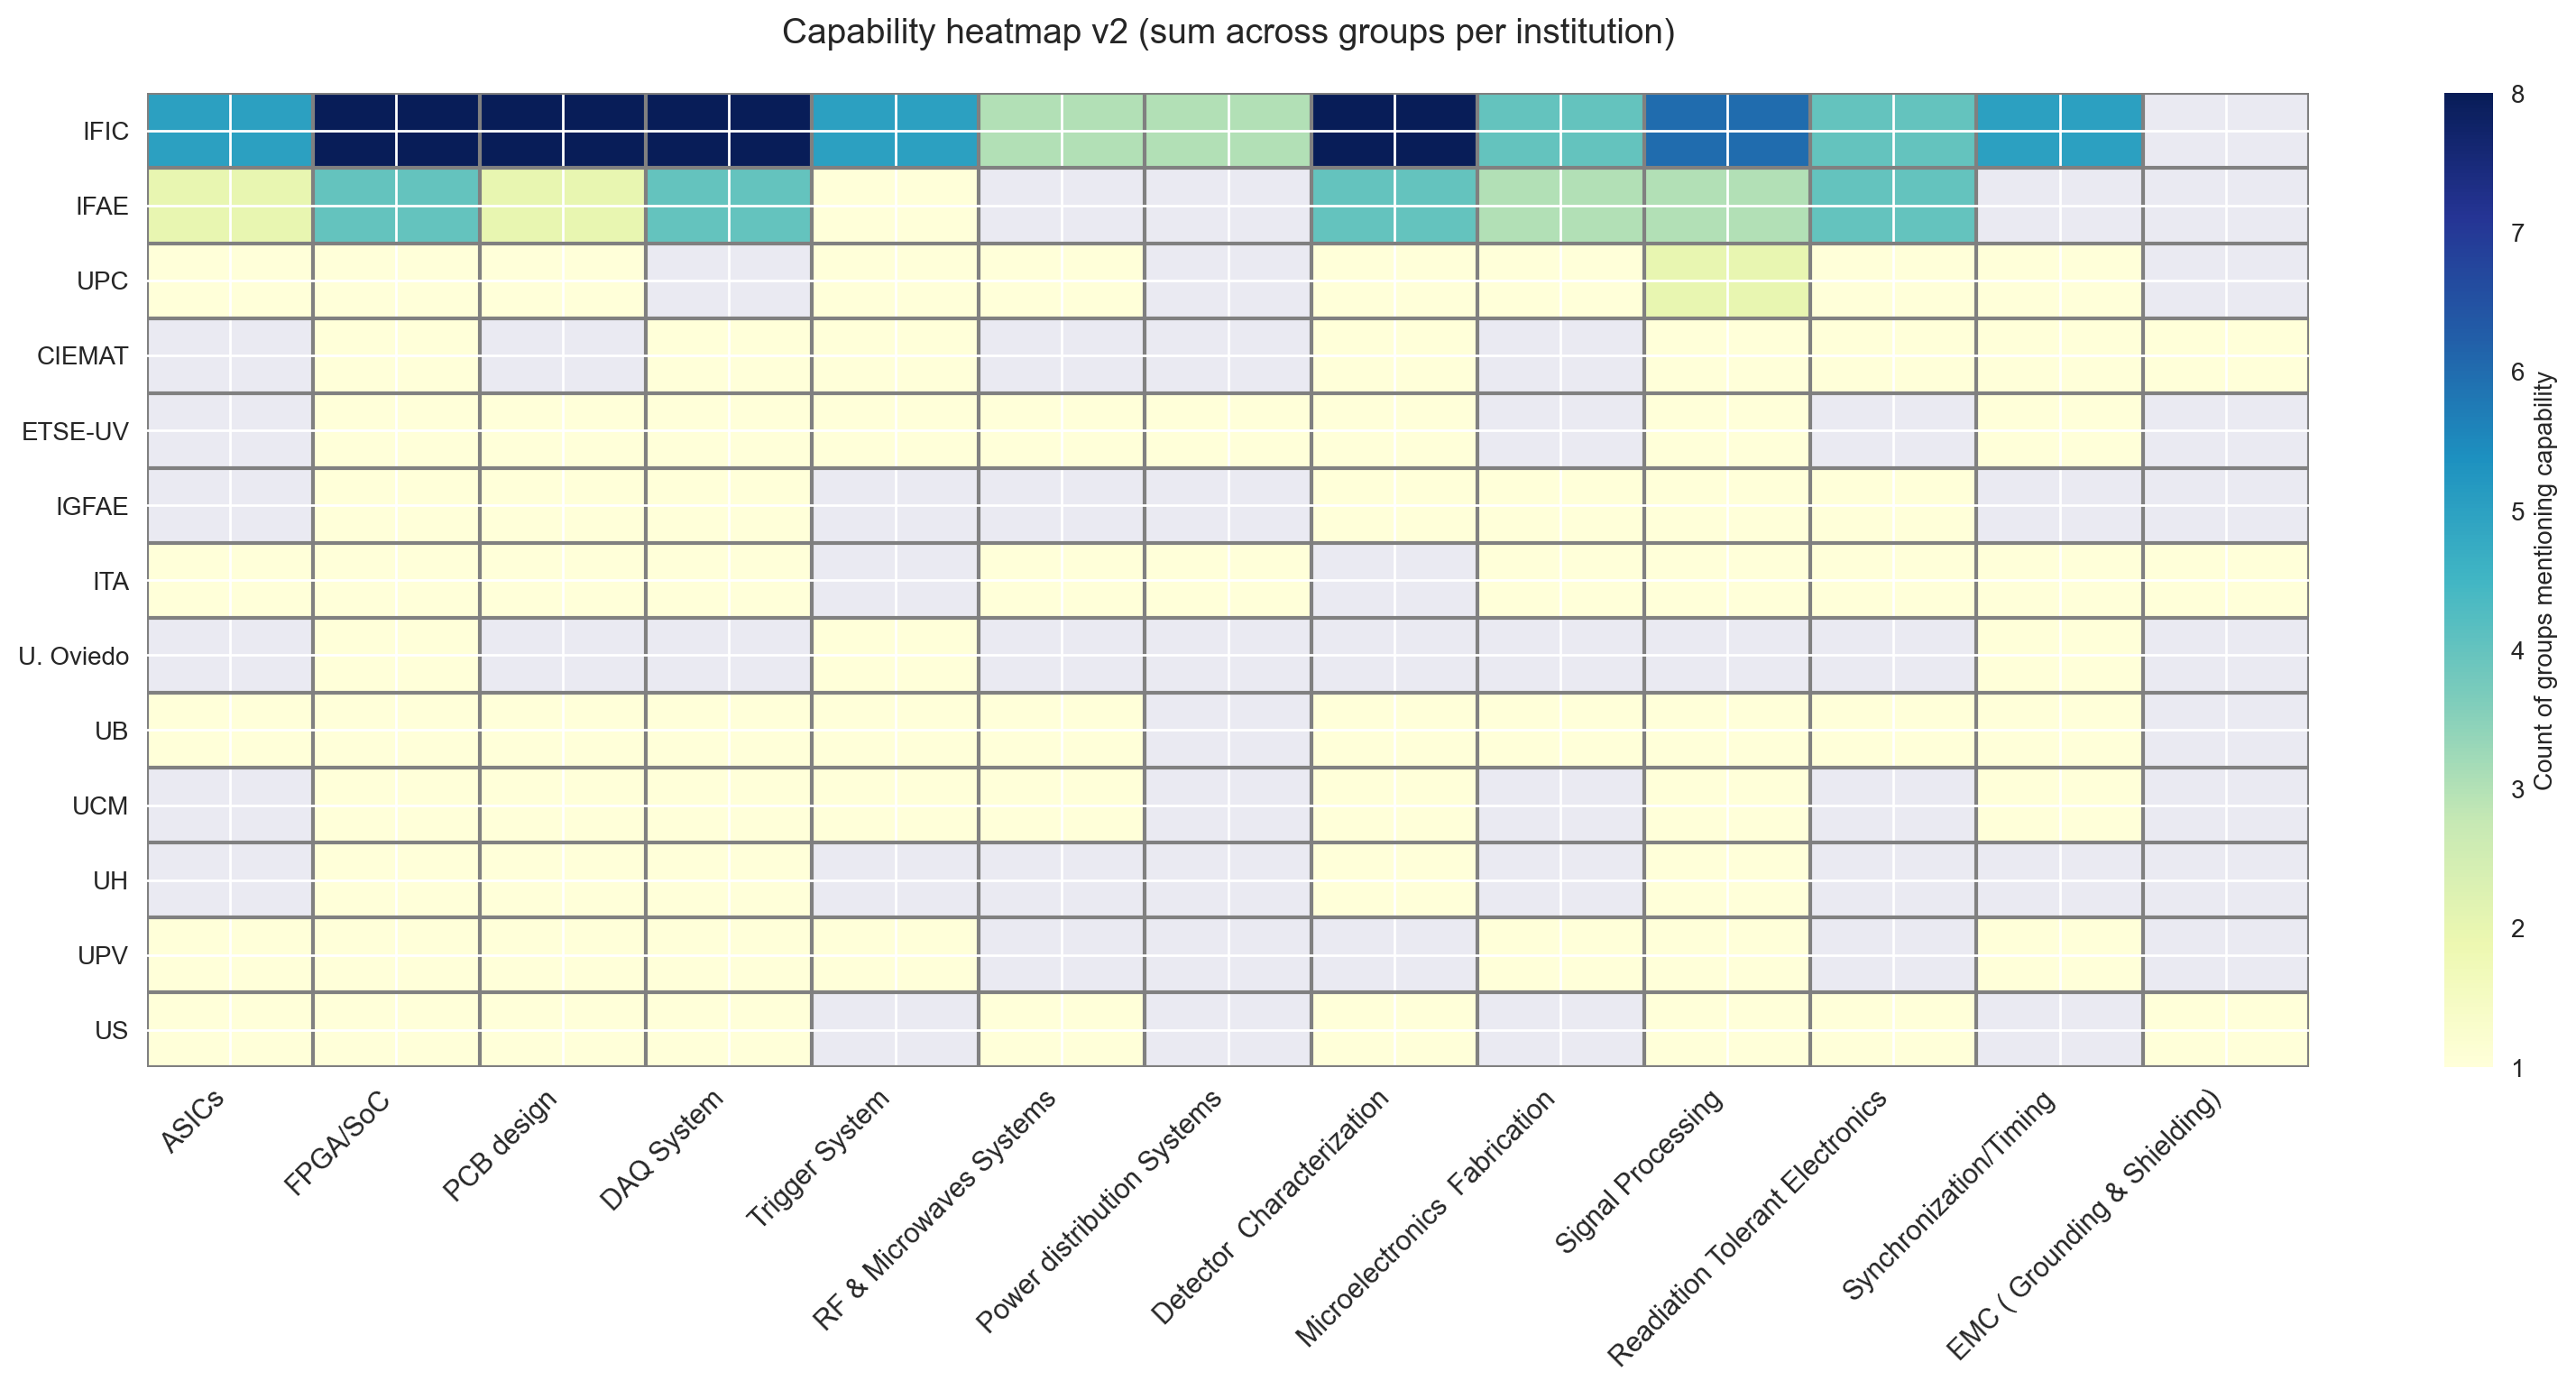 Capability heatmap v2 (sum across groups per institution)
IFIC
IFAE
UPC
CIEMAT
ETSE-UV
IGFAE
ITA
U. Oviedo
UB
UCM
UH
UPV
US
ASICs
FPGA/SoC
PCB design
DAQ System
Trigger System
RF & Microwaves Systems
Power distribution Systems
Detector  Characterization
Microelectronics  Fabrication
Signal Processing
Readiation Tolerant Electronics
Synchronization/Timing
EMC ( Grounding & Shielding)
8
7
6
5
4
3
2
1
Count of groups mentioning capability